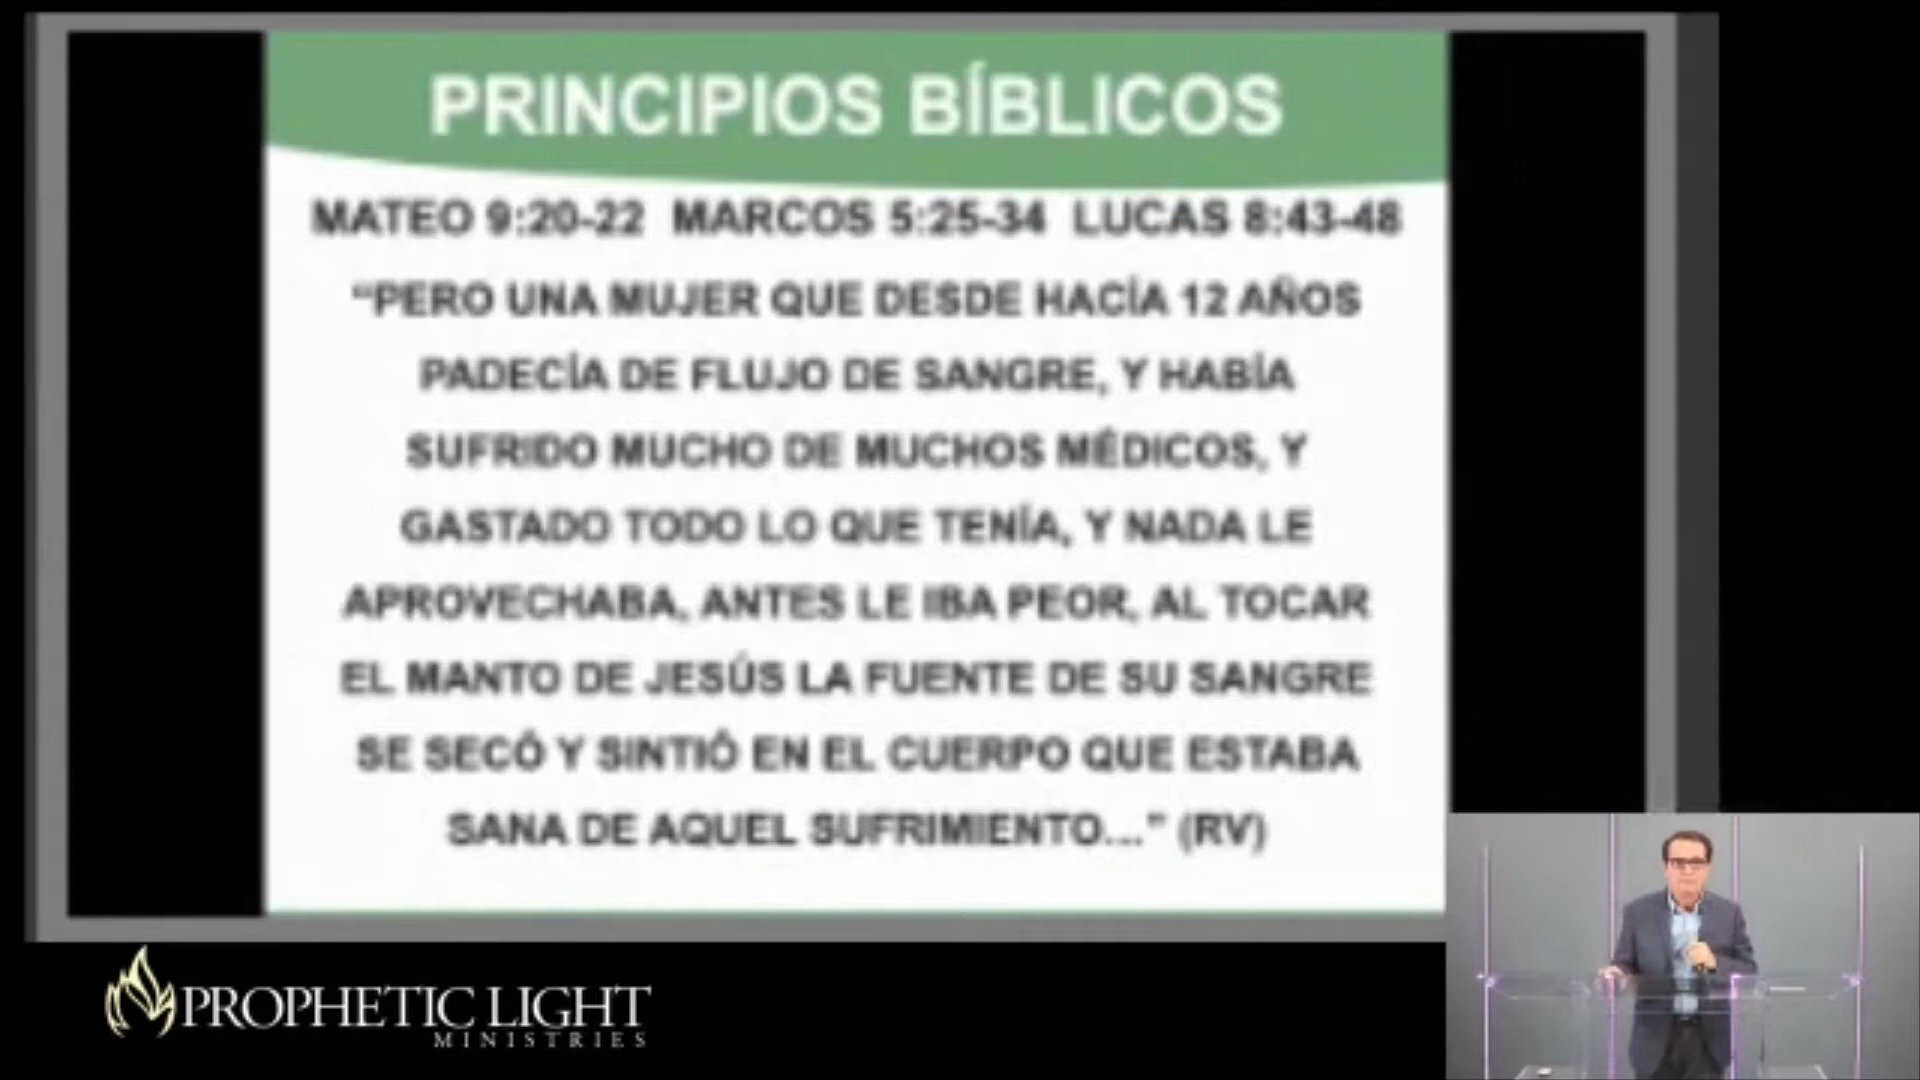 PRINCIPIOS BÍBLICOS
MATEO 9:20-22 MARCOS 5:25-34 LUCAS 8:43-48
“PERO UNA MUJER QUE DESDE HACÍA 12 AÑOS
PADECÍA DE FLUJO DE SANGRE, Y HABÍA
SUFRIDO MUCHO DE MUCHOS MÉDICOS, Y
GASTADO TODO LO QUE TENÍA, Y NADA LE
APROVECHABA, ANTES LE IBA PEOR, AL TOCAR
EL MANTO DE JESÚS LA FUENTE DE SU SANGRE
SE SECÓ Y SINTIÓ EN EL CUERPO QUE ESTABA
SANA DE AQUEL SUFRIMIENTO...” (RV)
PROPHETIC LIGHT
MINISTRIES